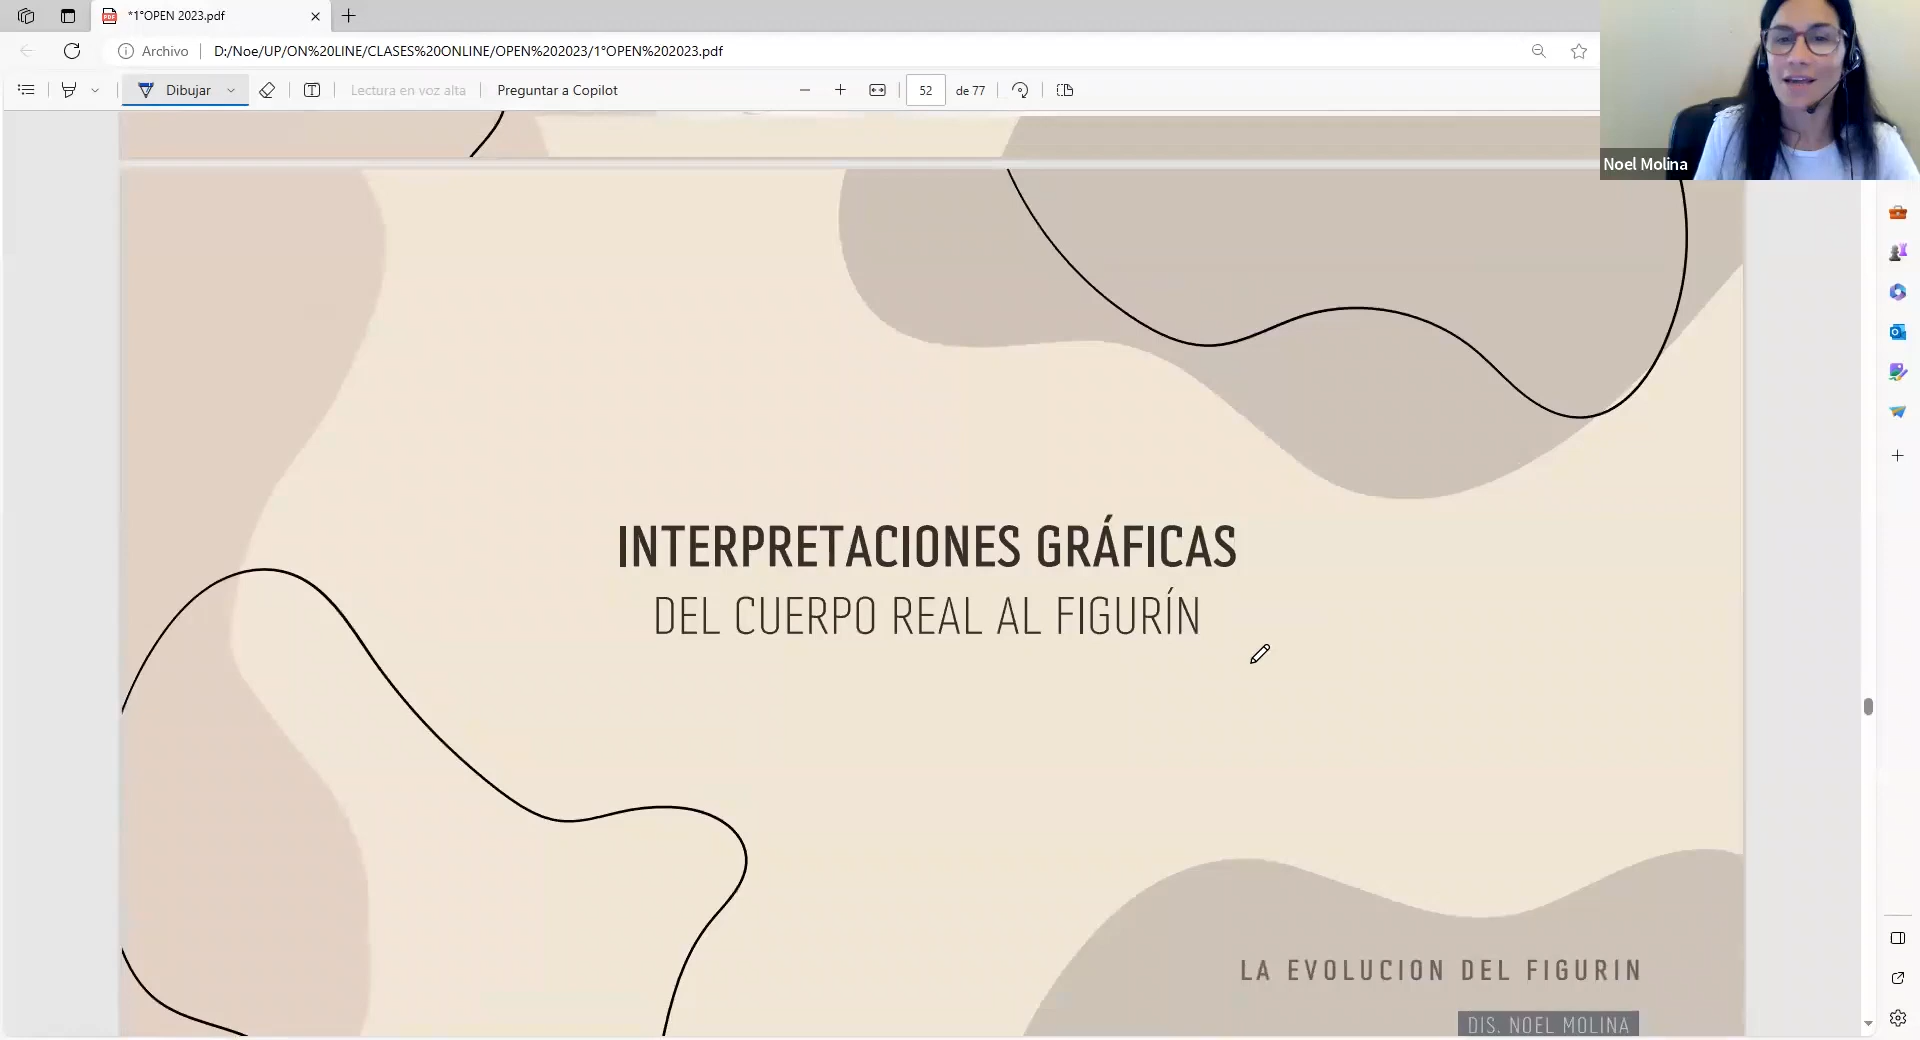 *1°OPEN 2023.pdf
Archivo
D:/Noe/UP/ON%20LINE/CLASES%20ONLINE/OPEN%202023/1°OPEN%202023.pdf
Dibujar
Lectura en voz alta
Preguntar a Copilot
52
de 77
Noel Molina
INTERPRETACIONES GRÁFICAS
DEL CUERPO REAL AL FIGURÍN
LA EVOLUCION DEL FIGURIN
DIS. NOEL MOLINA